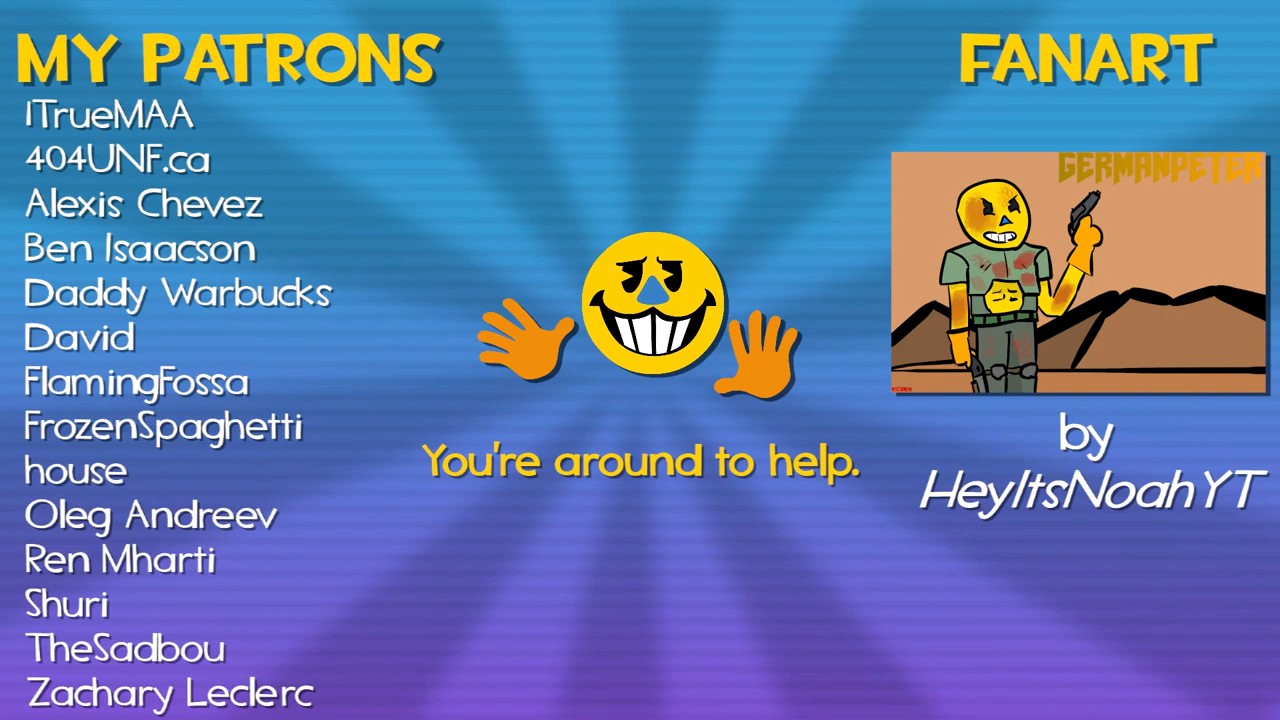 MY PATRONS
1TrueMAA
404UNF.ca
Alexis Chevez
Ben Isaacson
Daddy Warbucks
David
FlamingFossa
FrozenSpaghetti
house
Oleg Andreev
Ren Mharti
Shuri
TheSadbou
Zachary Leclerc
You're around to help.
FANART
GERMANPETER
by
HeyItsNoahYT